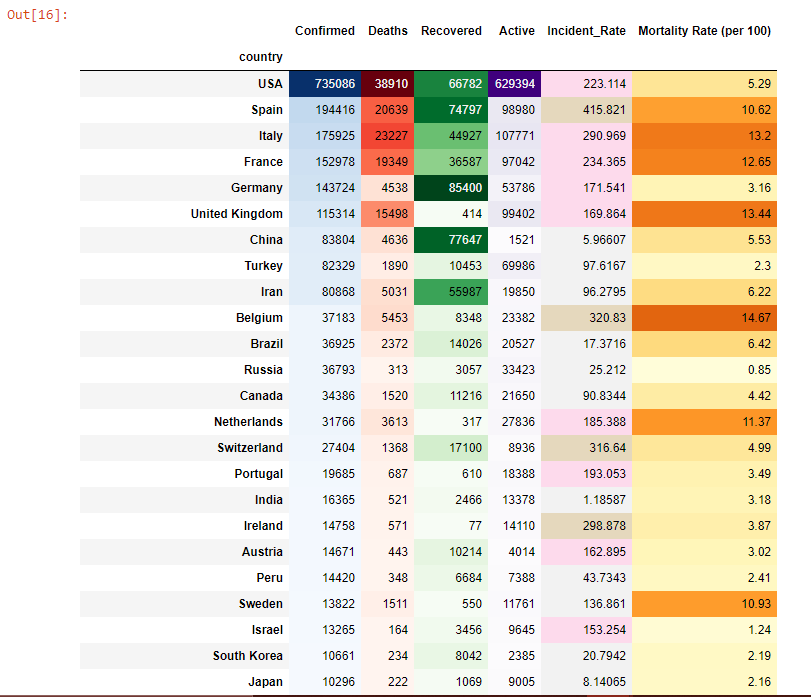 Out[16]:
Confirmed Deaths Recovered Active Incident_Rate Mortality Rate (per 100)
country
USA 735086 38910 66782 629394 223.114 5.29
Spain 194416 20639 74797 98980 415.821 10.62
Italy 175925 23227 44927 107771 290.969 13.2
France 152978 19349 36587 97042 234.365 12.65
Germany 143724 4538 85400 53786 171.541 3.16
United Kingdom 115314 15498 414 99402 169.864 13.44
China 83804 4636 77647 1521 5.96607 5.53
Turkey 82329 1890 10453 69986 97.6167 2.3
Iran 80868 5031 55987 19850 96.2795 6.22
Belgium 37183 5453 8348 23382 320.83 14.67
Brazil 36925 2372 14026 20527 17.3716 6.42
Russia 36793 313 3057 33423 25.212 0.85
Canada 34386 1520 11216 21650 90.8344 4.42
Netherlands 31766 3613 317 27836 185.388 11.37
Switzerland 27404 1368 17100 8936 316.64 4.99
Portugal 19685 687 610 18388 193.053 3.49
India 16365 521 2466 13378 1.18587 3.18
Ireland 14758 571 77 14110 298.878 3.87
Austria 14671 443 10214 4014 162.895 3.02
Peru 14420 348 6684 7388 43.7343 2.41
Sweden 13822 1511 550 11761 136.861 10.93
Israel 13265 164 3456 9645 153.254 1.24
South Korea 10661 234 8042 2385 20.7942 2.19
Japan 10296 222 1069 9005 8.14065 2.16